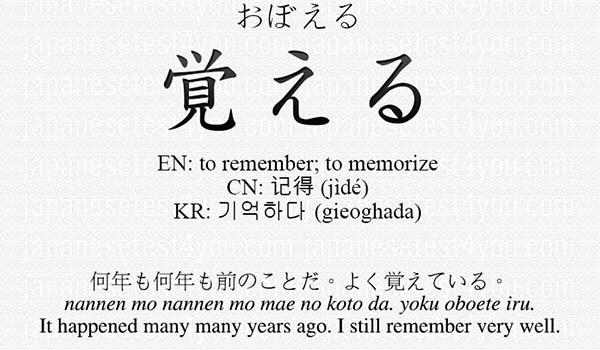 おぼえる
覚える
EN: to remember; to memorize
CN: 记得 (jìdé)
KR: 기억하다 (gieoghada)
何年も何年も前のことだ。よく覚えている。
nannen mo nannen mo mae no koto da. yoku oboete iru.
It happened many many years ago. I still remember very well.